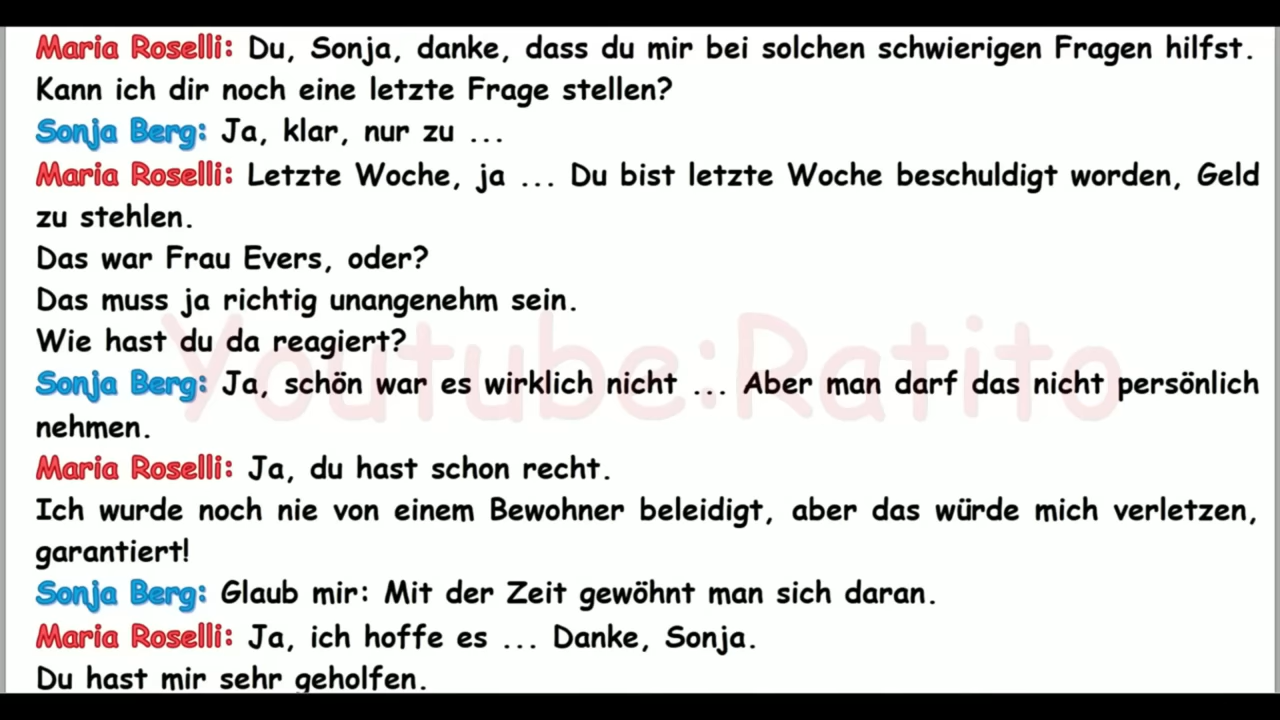 Maria Roselli: Du, Sonja, danke, dass du mir bei solchen schwierigen Fragen hilfst.
Kann ich dir noch eine letzte Frage stellen?
Sonja Berg: Ja, klar, nur zu ...
Maria Roselli: Letzte Woche, ja ... Du bist letzte Woche beschuldigt worden, Geld
zu stehlen.
Das war Frau Evers, oder?
Das muss ja richtig unangenehm sein.
Wie hast du da reagiert?
Youtube:Ratito
Sonja Berg: Ja, schön war es wirklich nicht ... Aber man darf das nicht persönlich
nehmen.
Maria Roselli: Ja, du hast schon recht.
Ich wurde noch nie von einem Bewohner beleidigt, aber das würde mich verletzen,
garantiert!
Sonja Berg: Glaub mir: Mit der Zeit gewöhnt man sich daran.
Maria Roselli: Ja, ich hoffe es ... Danke, Sonja.
Du hast mir sehr geholfen.